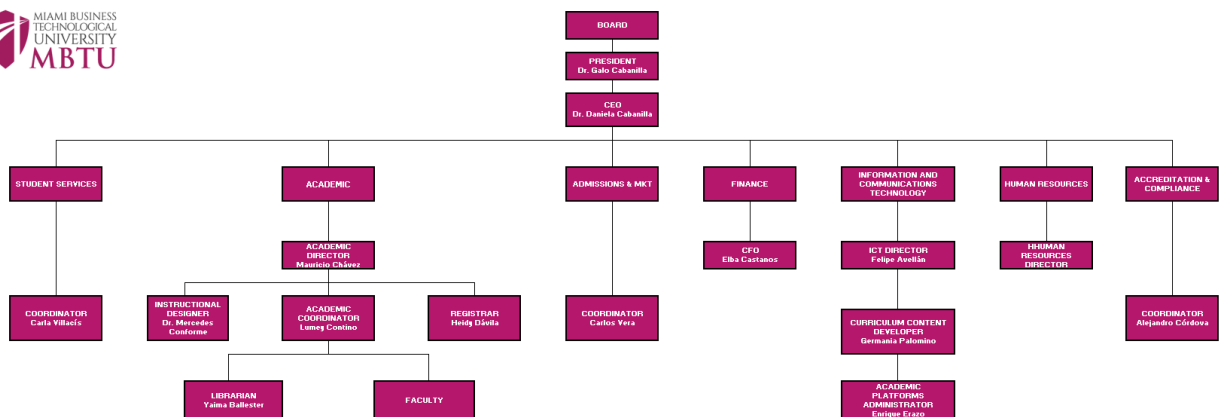 MIAMI BUSINESS
TECHNOLOGICAL
UNIVERSITY
MBTU
BOARD
PRESIDENT
Dr. Galo Cabanilla
CEO
Dr. Daniela Cabanilla
STUDENT SERVICES
ACADEMIC
ADMISSIONS & MKT
FINANCE
INFORMATION AND
COMMUNICATIONS
TECHNOLOGY
HUMAN RESOURCES
ACCREDITATION &
COMPLIANCE
ACADEMIC
DIRECTOR
Mauricio Chávez
CFO
Elba Castanos
ICT DIRECTOR
Felipe Avellán
HHUMAN
RESOURCES
DIRECTOR
COORDINATOR
Carla Villacís
INSTRUCTIONAL
DESIGNER
Dr. Mercedes
Conforme
ACADEMIC
COORDINATOR
Lumey Contino
REGISTRAR
Heidy Dávila
COORDINATOR
Carlos Vera
CURRICULUM CONTENT
DEVELOPER
Germania Palomino
COORDINATOR
Alejandro Córdova
LIBRARIAN
Yaima Ballester
FACULTY
ACADEMIC
PLATFORMS
ADMINISTRATOR
Enrique Erazo